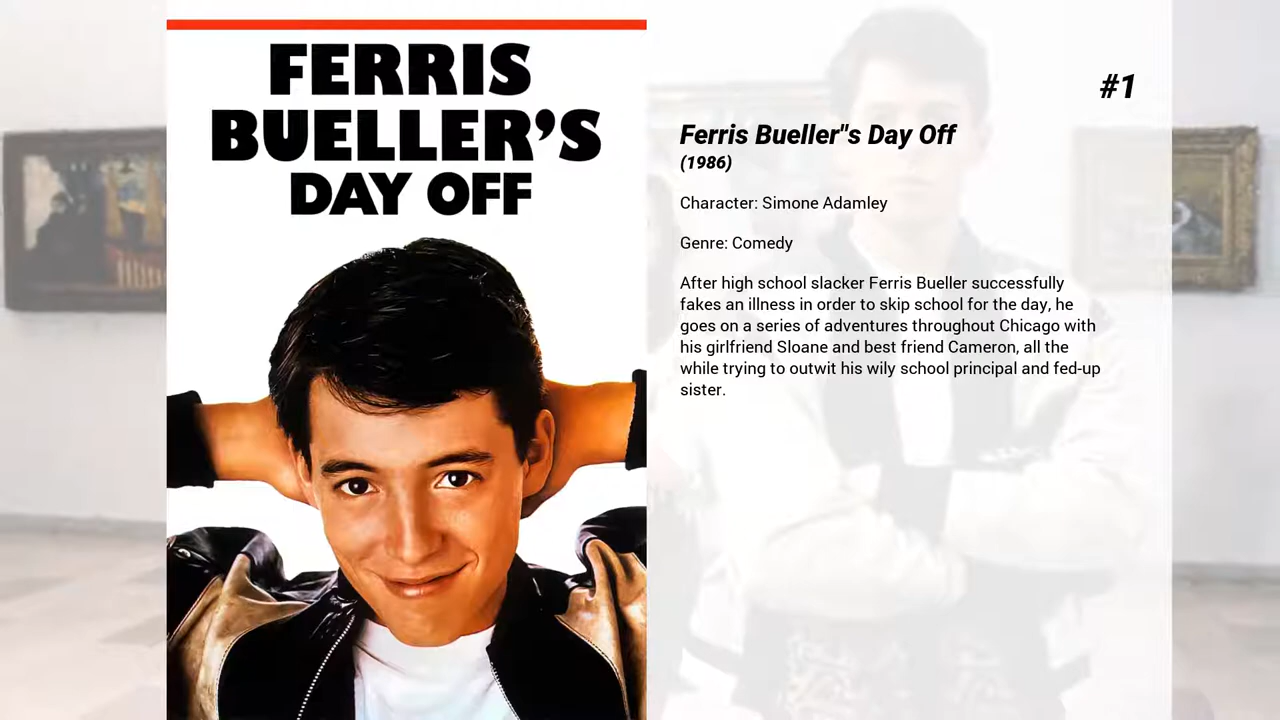 FERRIS
BUELLER'S
DAY OFF
#1
Ferris Bueller"s Day Off
(1986)
Character: Simone Adamley
Genre: Comedy
After high school slacker Ferris Bueller successfully
fakes an illness in order to skip school for the day, he
goes on a series of adventures throughout Chicago with
his girlfriend Sloane and best friend Cameron, all the
while trying to outwit his wily school principal and fed-up
sister.